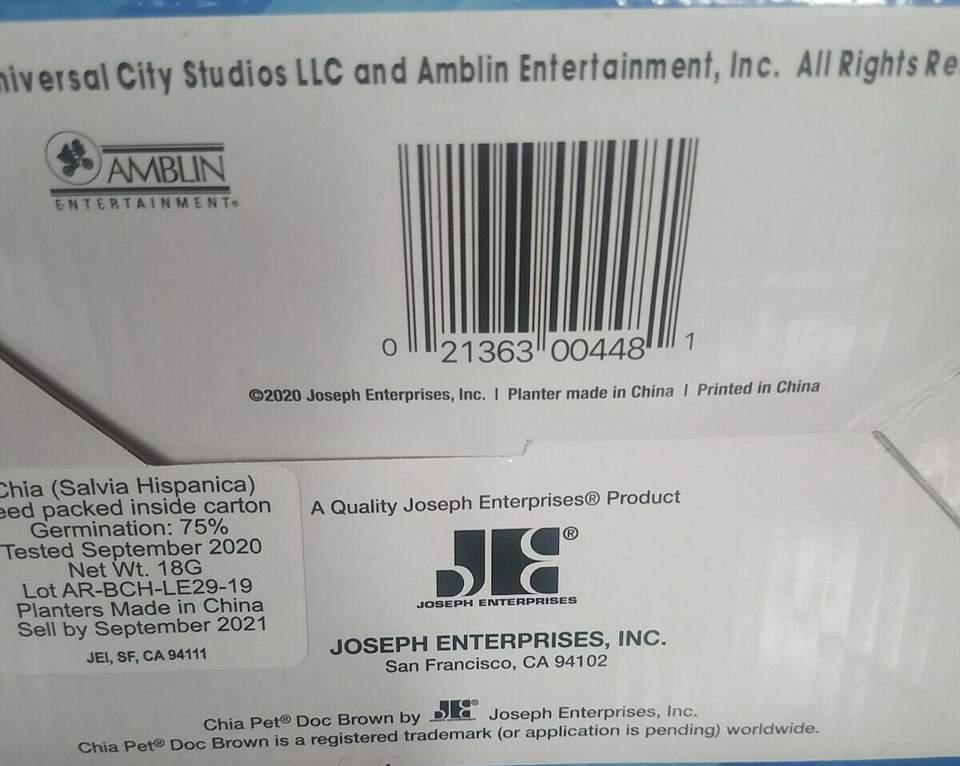 niversal City Studios LLC and Amblin Entertainment, Inc. All Rights Re
AMBLIN
ENTERTAINMENT®
0 21363 00448 1
©2020 Joseph Enterprises, Inc. | Planter made in China | Printed in China
Chia (Salvia Hispanica)
eed packed inside carton
Germination: 75%
Tested September 2020
Net Wt. 18G
Lot AR-BCH-LE29-19
Planters Made in China
Sell by September 2021
JEI, SF, CA 94111
A Quality Joseph Enterprises® Product
JE®
JOSEPH ENTERPRISES
JOSEPH ENTERPRISES, INC.
San Francisco, CA 94102
Chia Pet® Doc Brown by JE® Joseph Enterprises, Inc.
Chia Pet® Doc Brown is a registered trademark (or application is pending) worldwide.